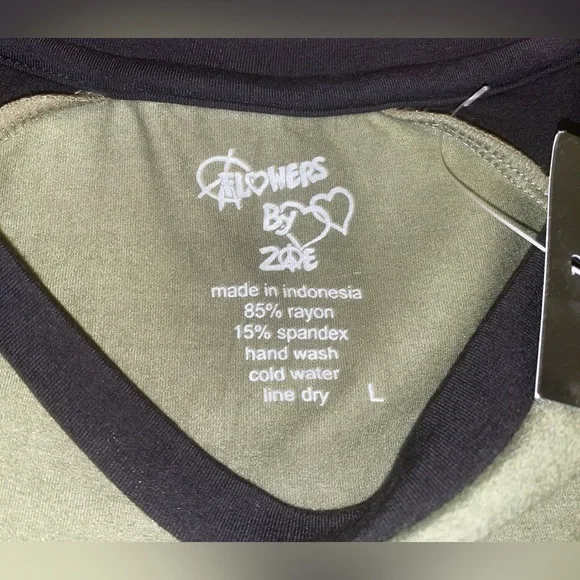 FLOWERS
By
ZOE
made in indonesia
85% rayon
15% spandex
hand wash
cold water
line dry L